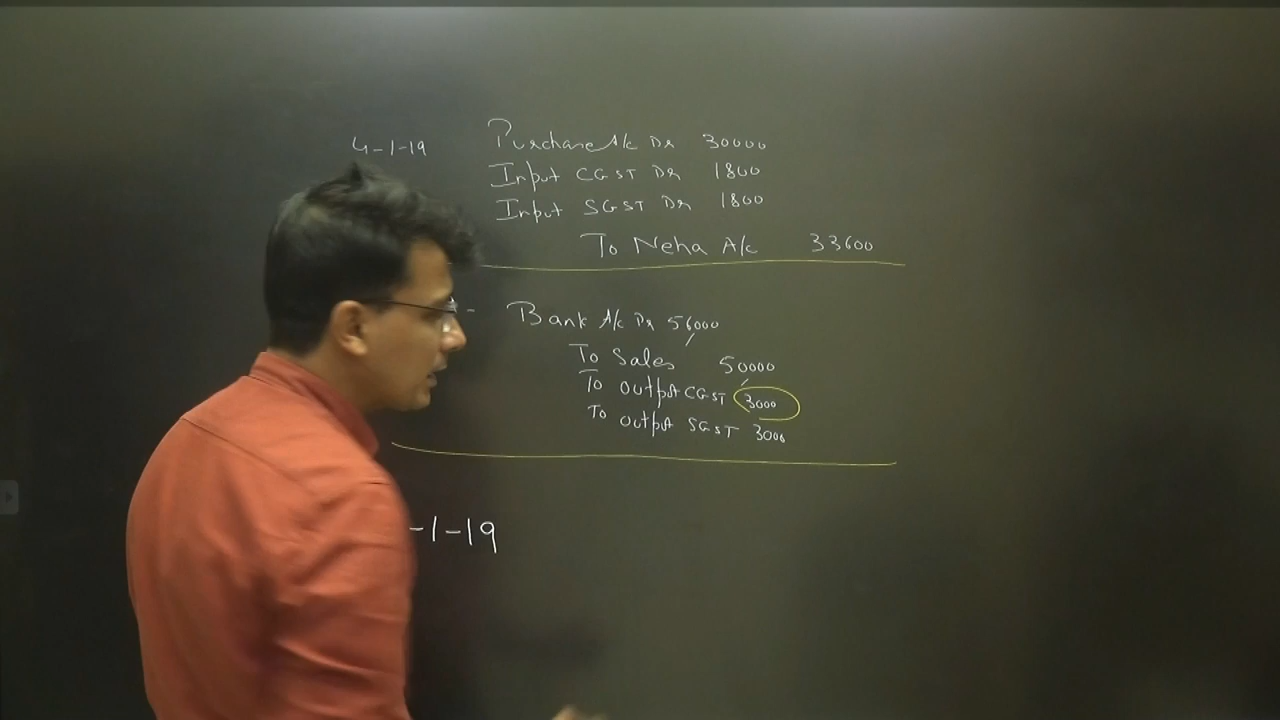 4-1-19 Purchase A/c Dr 30000
Input CGST Dr 1800
Input SGST Dr 1800
To Neha A/c 33600
- Bank A/c Dr 56000
To Sales 50000
To output CGST 3000
To output SGST 3000
-1-19